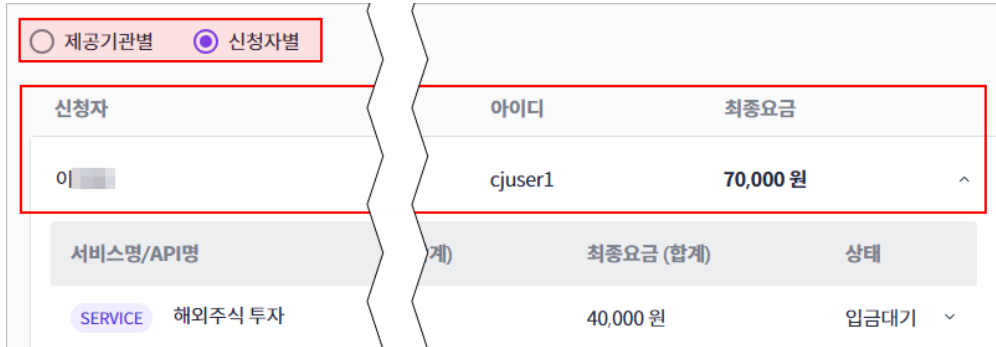 제공기관별 신청자별
신청자 아이디 최종요금
이 cjuser1 70,000 원
서비스명/API명 계) 최종요금 (합계) 상태
SERVICE 해외주식 투자 40,000 원 입금대기